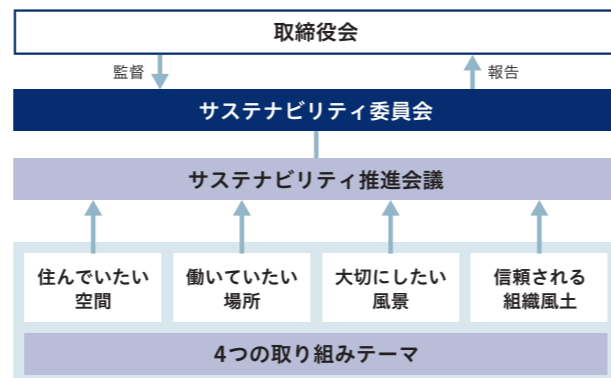 取締役会
監督
報告
サステナビリティ委員会
サステナビリティ推進会議
住んでいたい
空間
働いていたい
場所
大切にしたい
風景
信頼される
組織風土
4つの取り組みテーマ